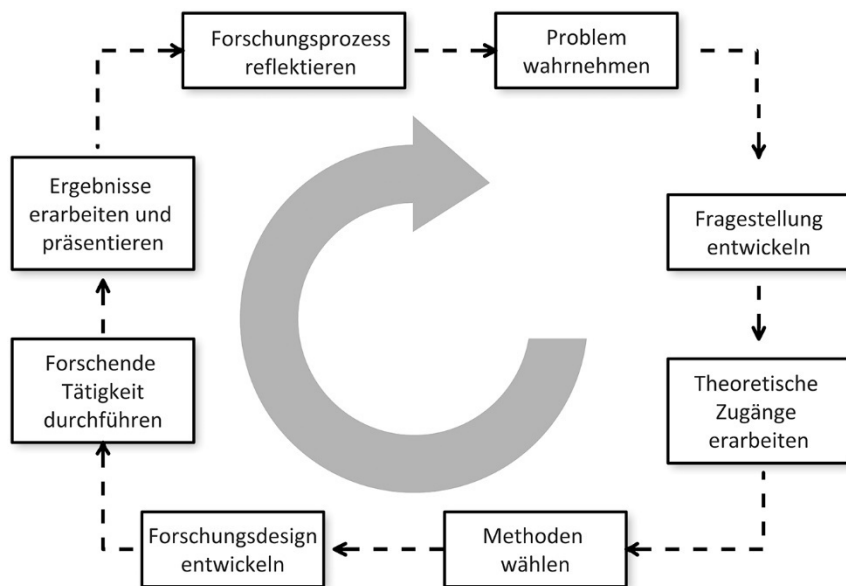 Forschungsprozess
reflektieren
Problem
wahrnehmen
Fragestellung
entwickeln
Theoretische
Zugänge
erarbeiten
Methoden
wählen
Forschungsdesign
entwickeln
Forschende
Tätigkeit
durchführen
Ergebnisse
erarbeiten und
präsentieren